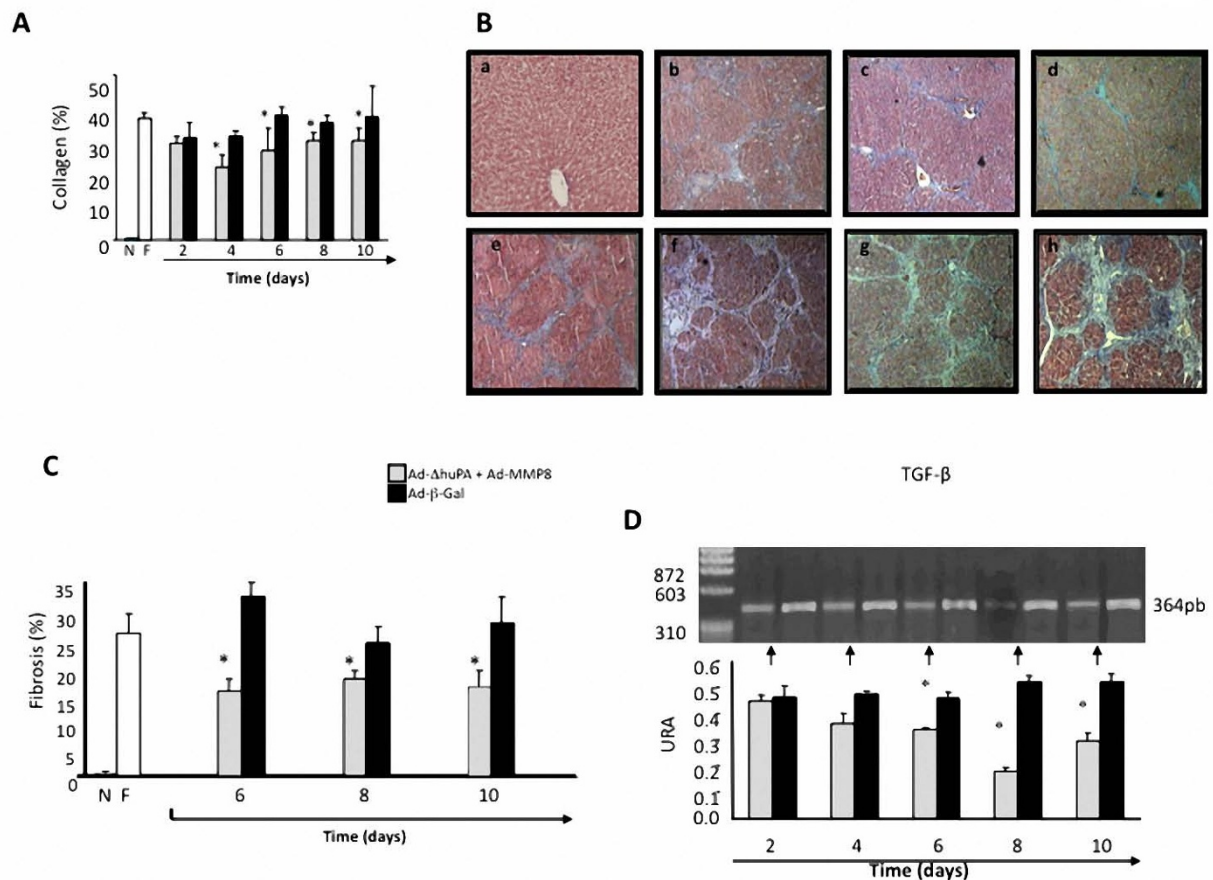 A
Collagen (%)
50
40
30
20
10
0
N F 2 4 6 8 10
Time (days)
* * * *
B
a b c d
e f g h
C
Ad-ΔhuPA + Ad-MMP8
Ad-β-Gal
Fibrosis (%)
35
30
25
20
15
10
5
0
* * *
N F 6 8 10
Time (days)
TGF-β
D
872
603
310
364pb
URA
0.6
0.5
0.4
0.3
0.2
0.1
0.0
* * *
2 4 6 8 10
Time (days)